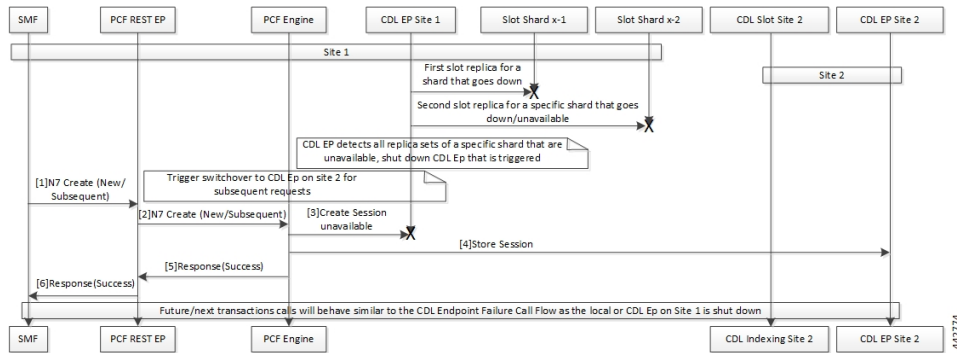 SMF
PCF REST EP
PCF Engine
CDL EP Site 1
Slot Shard x-1
Slot Shard x-2
CDL Slot Site 2
CDL EP Site 2
Site 1
First slot replica for a
shard that goes down
Site 2
Second slot replica for a specific shard that goes
down/unavailable
CDL EP detects all replica sets of a specific shard that are
unavailable, shut down CDL Ep that is triggered
[1]N7 Create (New/
Subsequent)
Trigger switchover to CDL Ep on site 2 for
subsequent requests
[2]N7 Create (New/Subsequent)
[3]Create Session
unavailable
[4]Store Session
[5]Response(Success)
[6]Response(Success)
Future/next transactions calls will behave similar to the CDL Endpoint Failure Call Flow as the local or CDL Ep on Site 1 is shut down
SMF
PCF REST EP
PCF Engine
CDL Indexing Site 2
CDL EP Site 2
442774